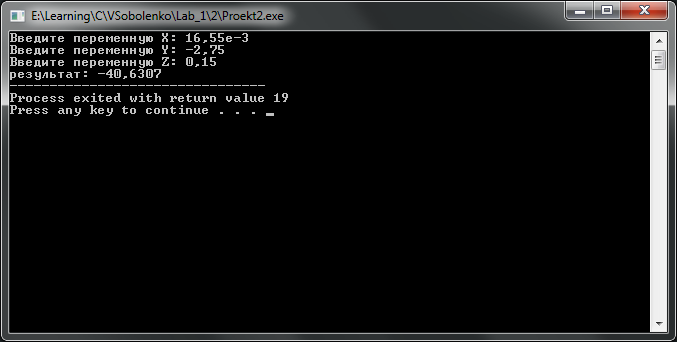 E:\Learning\C\VSobolenko\Lab_1\2\Proekt2.exe
Введите переменную X: 16,55e-3
Введите переменную Y: -2,75
Введите переменную Z: 0,15
результат: -40,6307
--------------------------------
Process exited with return value 19
Press any key to continue . . . _